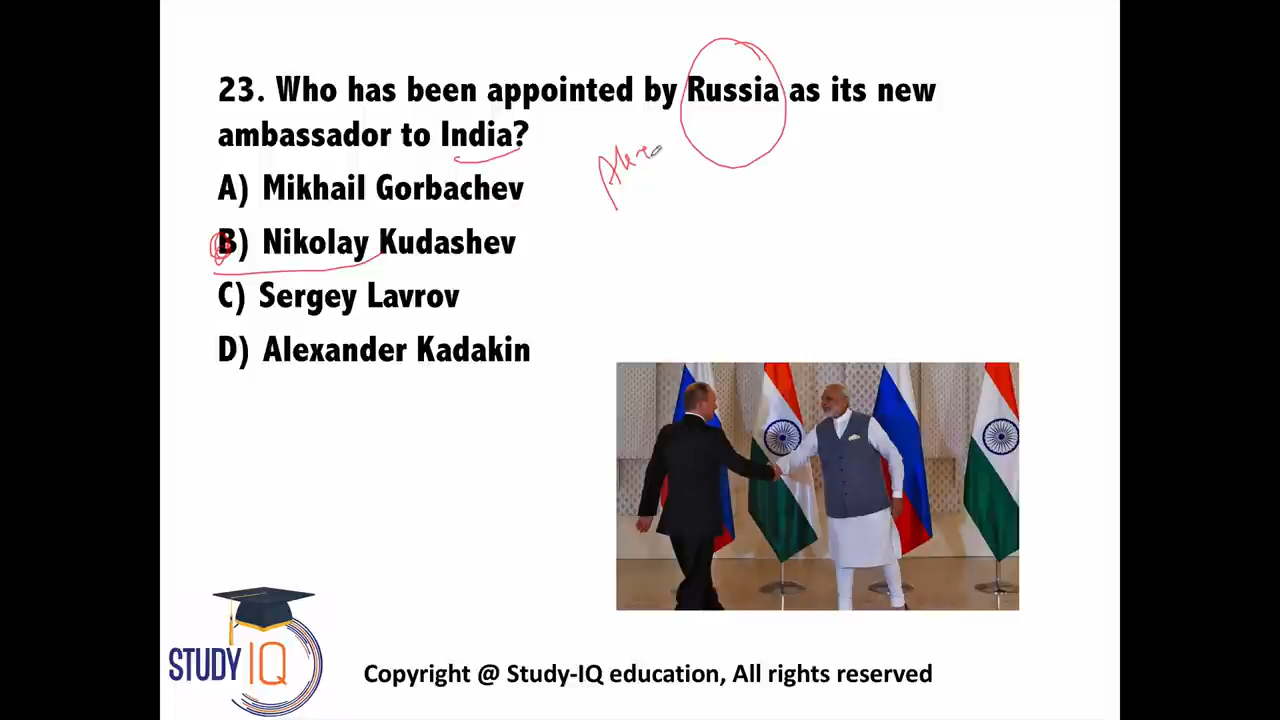 23. Who has been appointed by Russia as its new
ambassador to India?
A) Mikhail Gorbachev
B) Nikolay Kudashev
C) Sergey Lavrov
D) Alexander Kadakin
STUDY IQ
Copyright @ Study-IQ education, All rights reserved